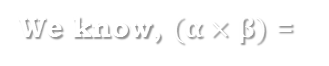 We know, (α × β) =